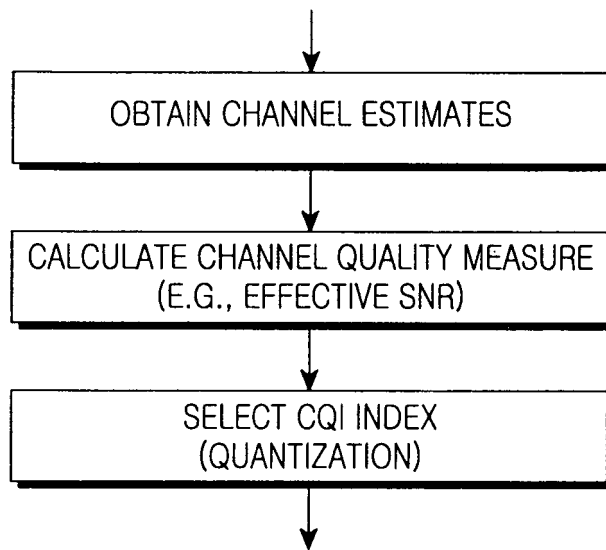 OBTAIN CHANNEL ESTIMATES
CALCULATE CHANNEL QUALITY MEASURE
(E.G., EFFECTIVE SNR)
SELECT CQI INDEX
(QUANTIZATION)